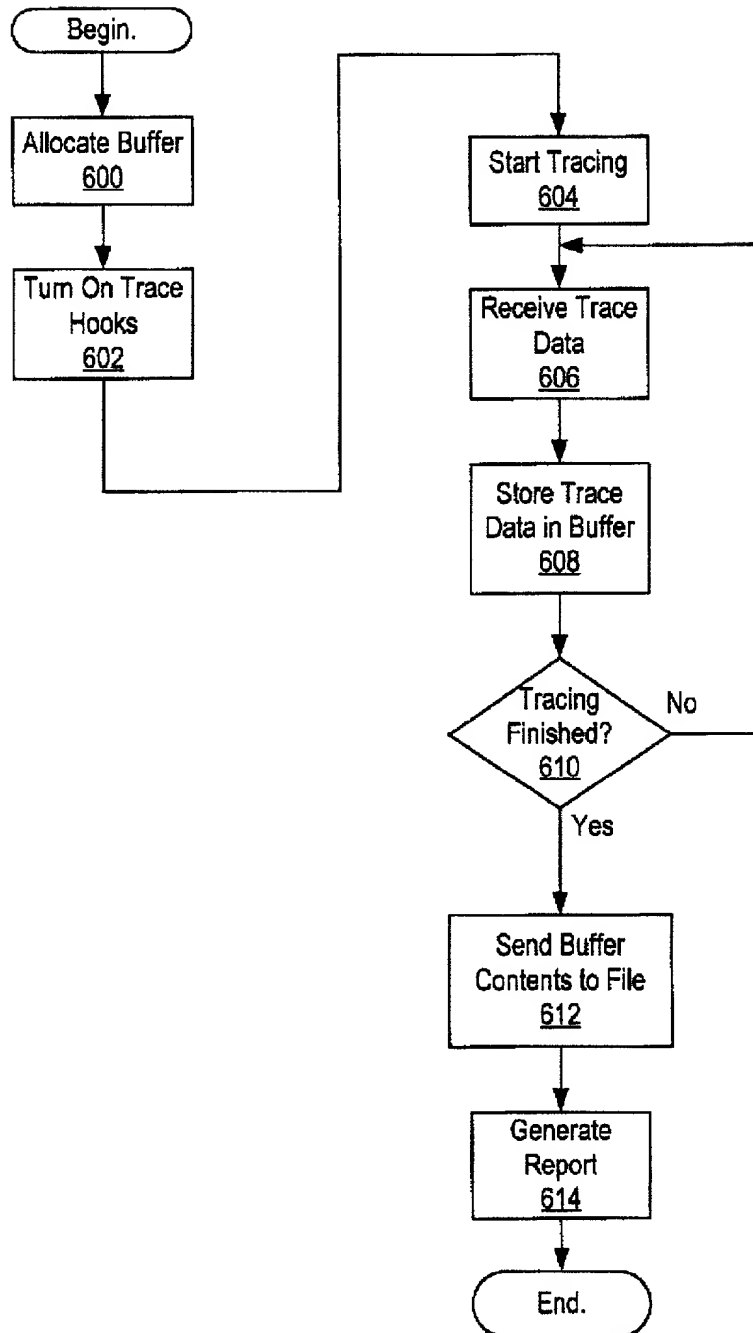 Begin.
Allocate Buffer
600
Turn On Trace
Hooks
602
Start Tracing
604
Receive Trace
Data
606
Store Trace
Data in Buffer
608
Tracing
Finished?
610
No
Yes
Send Buffer
Contents to File
612
Generate
Report
614
End.